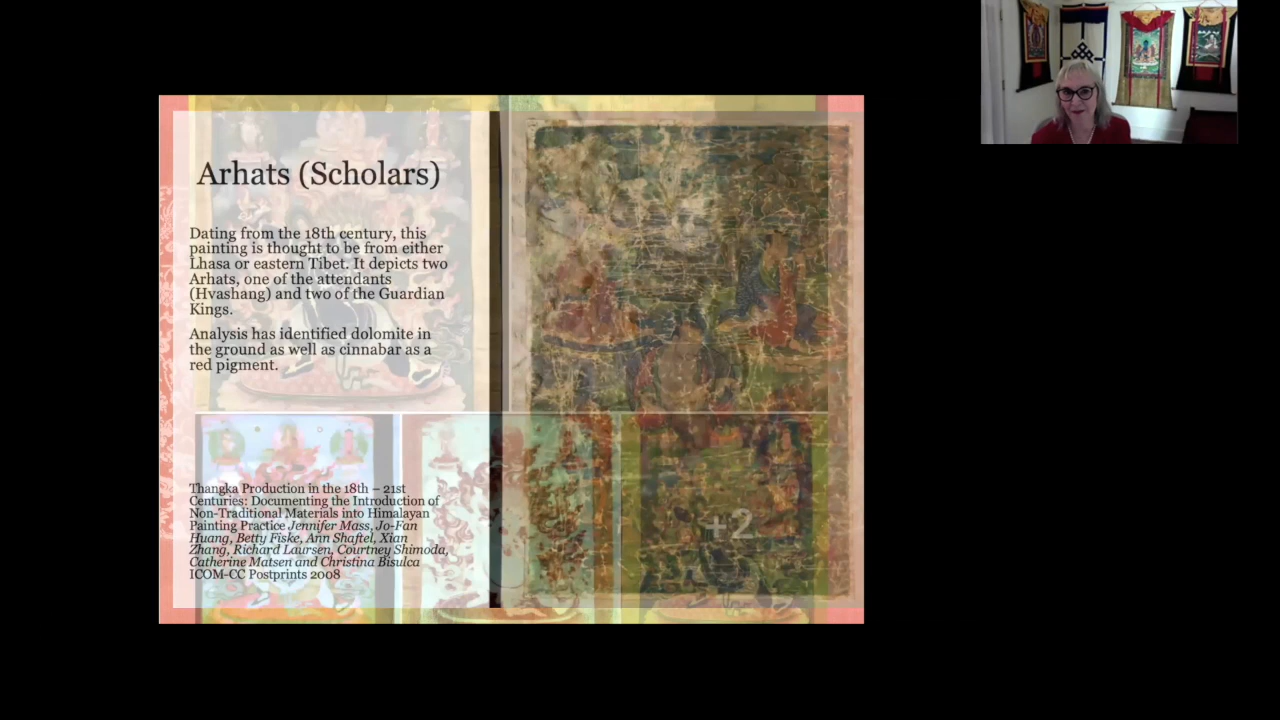 Arhats (Scholars)
Dating from the 18th century, this
painting is thought to be from either
Lhasa or eastern Tibet. It depicts two
Arhats, one of the attendants
(Hvashang) and two of the Guardian
Kings.
Analysis has identified dolomite in
the ground as well as cinnabar as a
red pigment.
Thangka Production in the 18th – 21st
Centuries: Documenting the Introduction of
Non-Traditional Materials into Himalayan
Painting Practice Jennifer Mass, Jo-Fan
Huang, Betty Fiske, Ann Shaftel, Xian
Zhang, Richard Laursen, Courtney Shimoda,
Catherine Matsen and Christina Bisulca
ICOM-CC Postprints 2008
+2